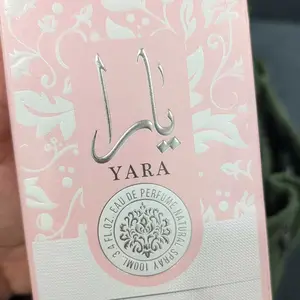 يارا
YARA
3.4 FL.OZ. EAU DE PERFUME NATURAL SPRAY 100ML